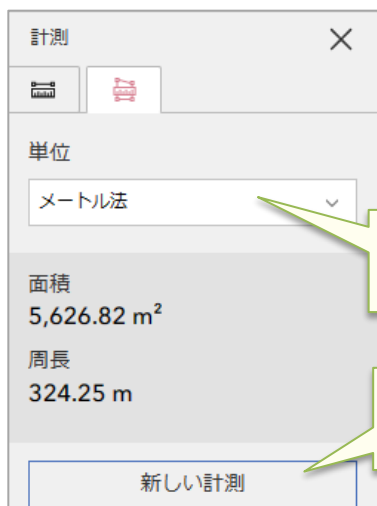 計測
単位
メートル法
面積
5,626.82 m²
周長
324.25 m
新しい計測